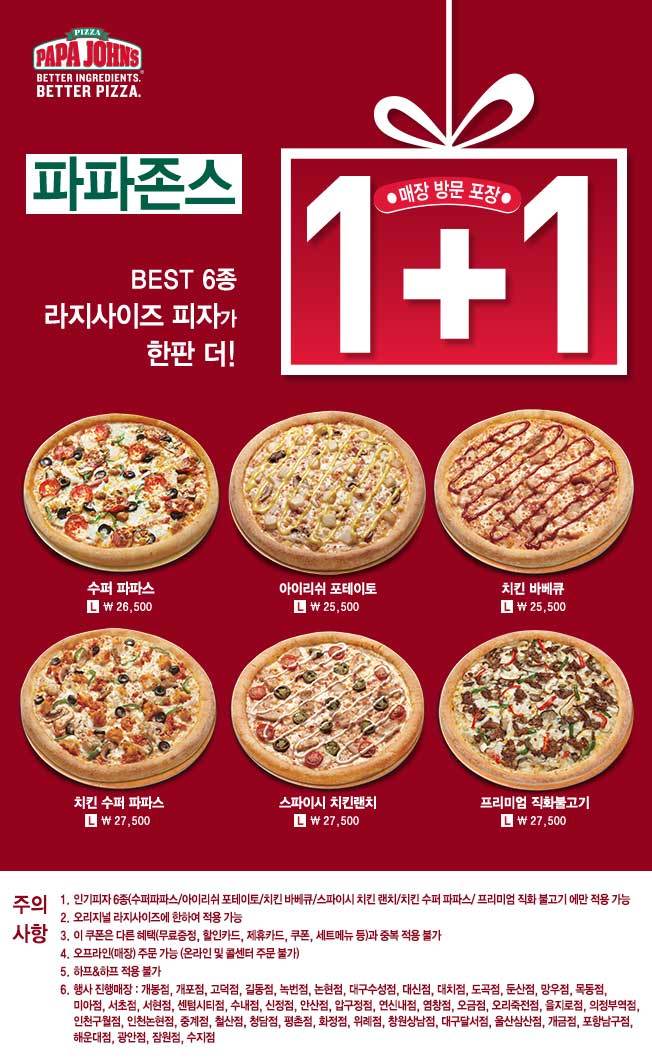 PIZZA
PAPA JOHNS
BETTER INGREDIENTS.®
BETTER PIZZA.
파파존스
매장 방문 포장
1+1
BEST 6종
라지사이즈 피자가
한판 더!
수퍼 파파스
L ₩ 26,500
아이리쉬 포테이토
L ₩ 25,500
치킨 바베큐
L ₩ 25,500
치킨 수퍼 파파스
L ₩ 27,500
스파이시 치킨랜치
L ₩ 27,500
프리미엄 직화불고기
L ₩ 27,500
주의
사항
1. 인기피자 6종(수퍼파파스/아이리쉬 포테이토/치킨 바베큐/스파이시 치킨 랜치/치킨 수퍼 파파스/ 프리미엄 직화 불고기 에만 적용 가능
2. 오리지널 라지사이즈에 한하여 적용 가능
3. 이 쿠폰은 다른 혜택(무료증정, 할인카드, 제휴카드, 쿠폰, 세트메뉴 등)과 중복 적용 불가
4. 오프라인(매장) 주문 가능 (온라인 및 콜센터 주문 불가)
5. 하프&하프 적용 불가
6. 행사 진행매장 : 개봉점, 개포점, 고덕점, 길동점, 녹번점, 논현점, 대구수성점, 대신점, 대치점, 도곡점, 둔산점, 망우점, 목동점,
미아점, 서초점, 서현점, 센텀시티점, 수내점, 신정점, 안산점, 압구정점, 연신내점, 염창점, 오금점, 오리죽전점, 을지로점, 의정부역점,
인천구월점, 인천논현점, 중계점, 철산점, 청담점, 평촌점, 화정점, 위례점, 창원상남점, 대구달서점, 울산삼산점, 개금점, 포항남구점,
해운대점, 광안점, 잠원점, 수지점